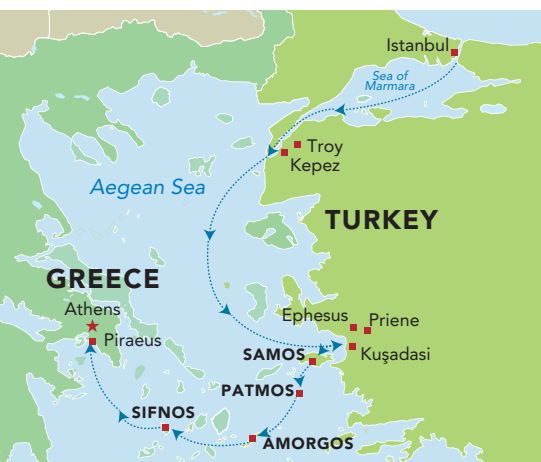 Istanbul
Sea of
Marmara
Troy
Kepez
Aegean Sea
TURKEY
GREECE
Athens
Piraeus
Ephesus
Priene
Kuşadasi
SAMOS
PATMOS
SIFNOS
AMORGOS